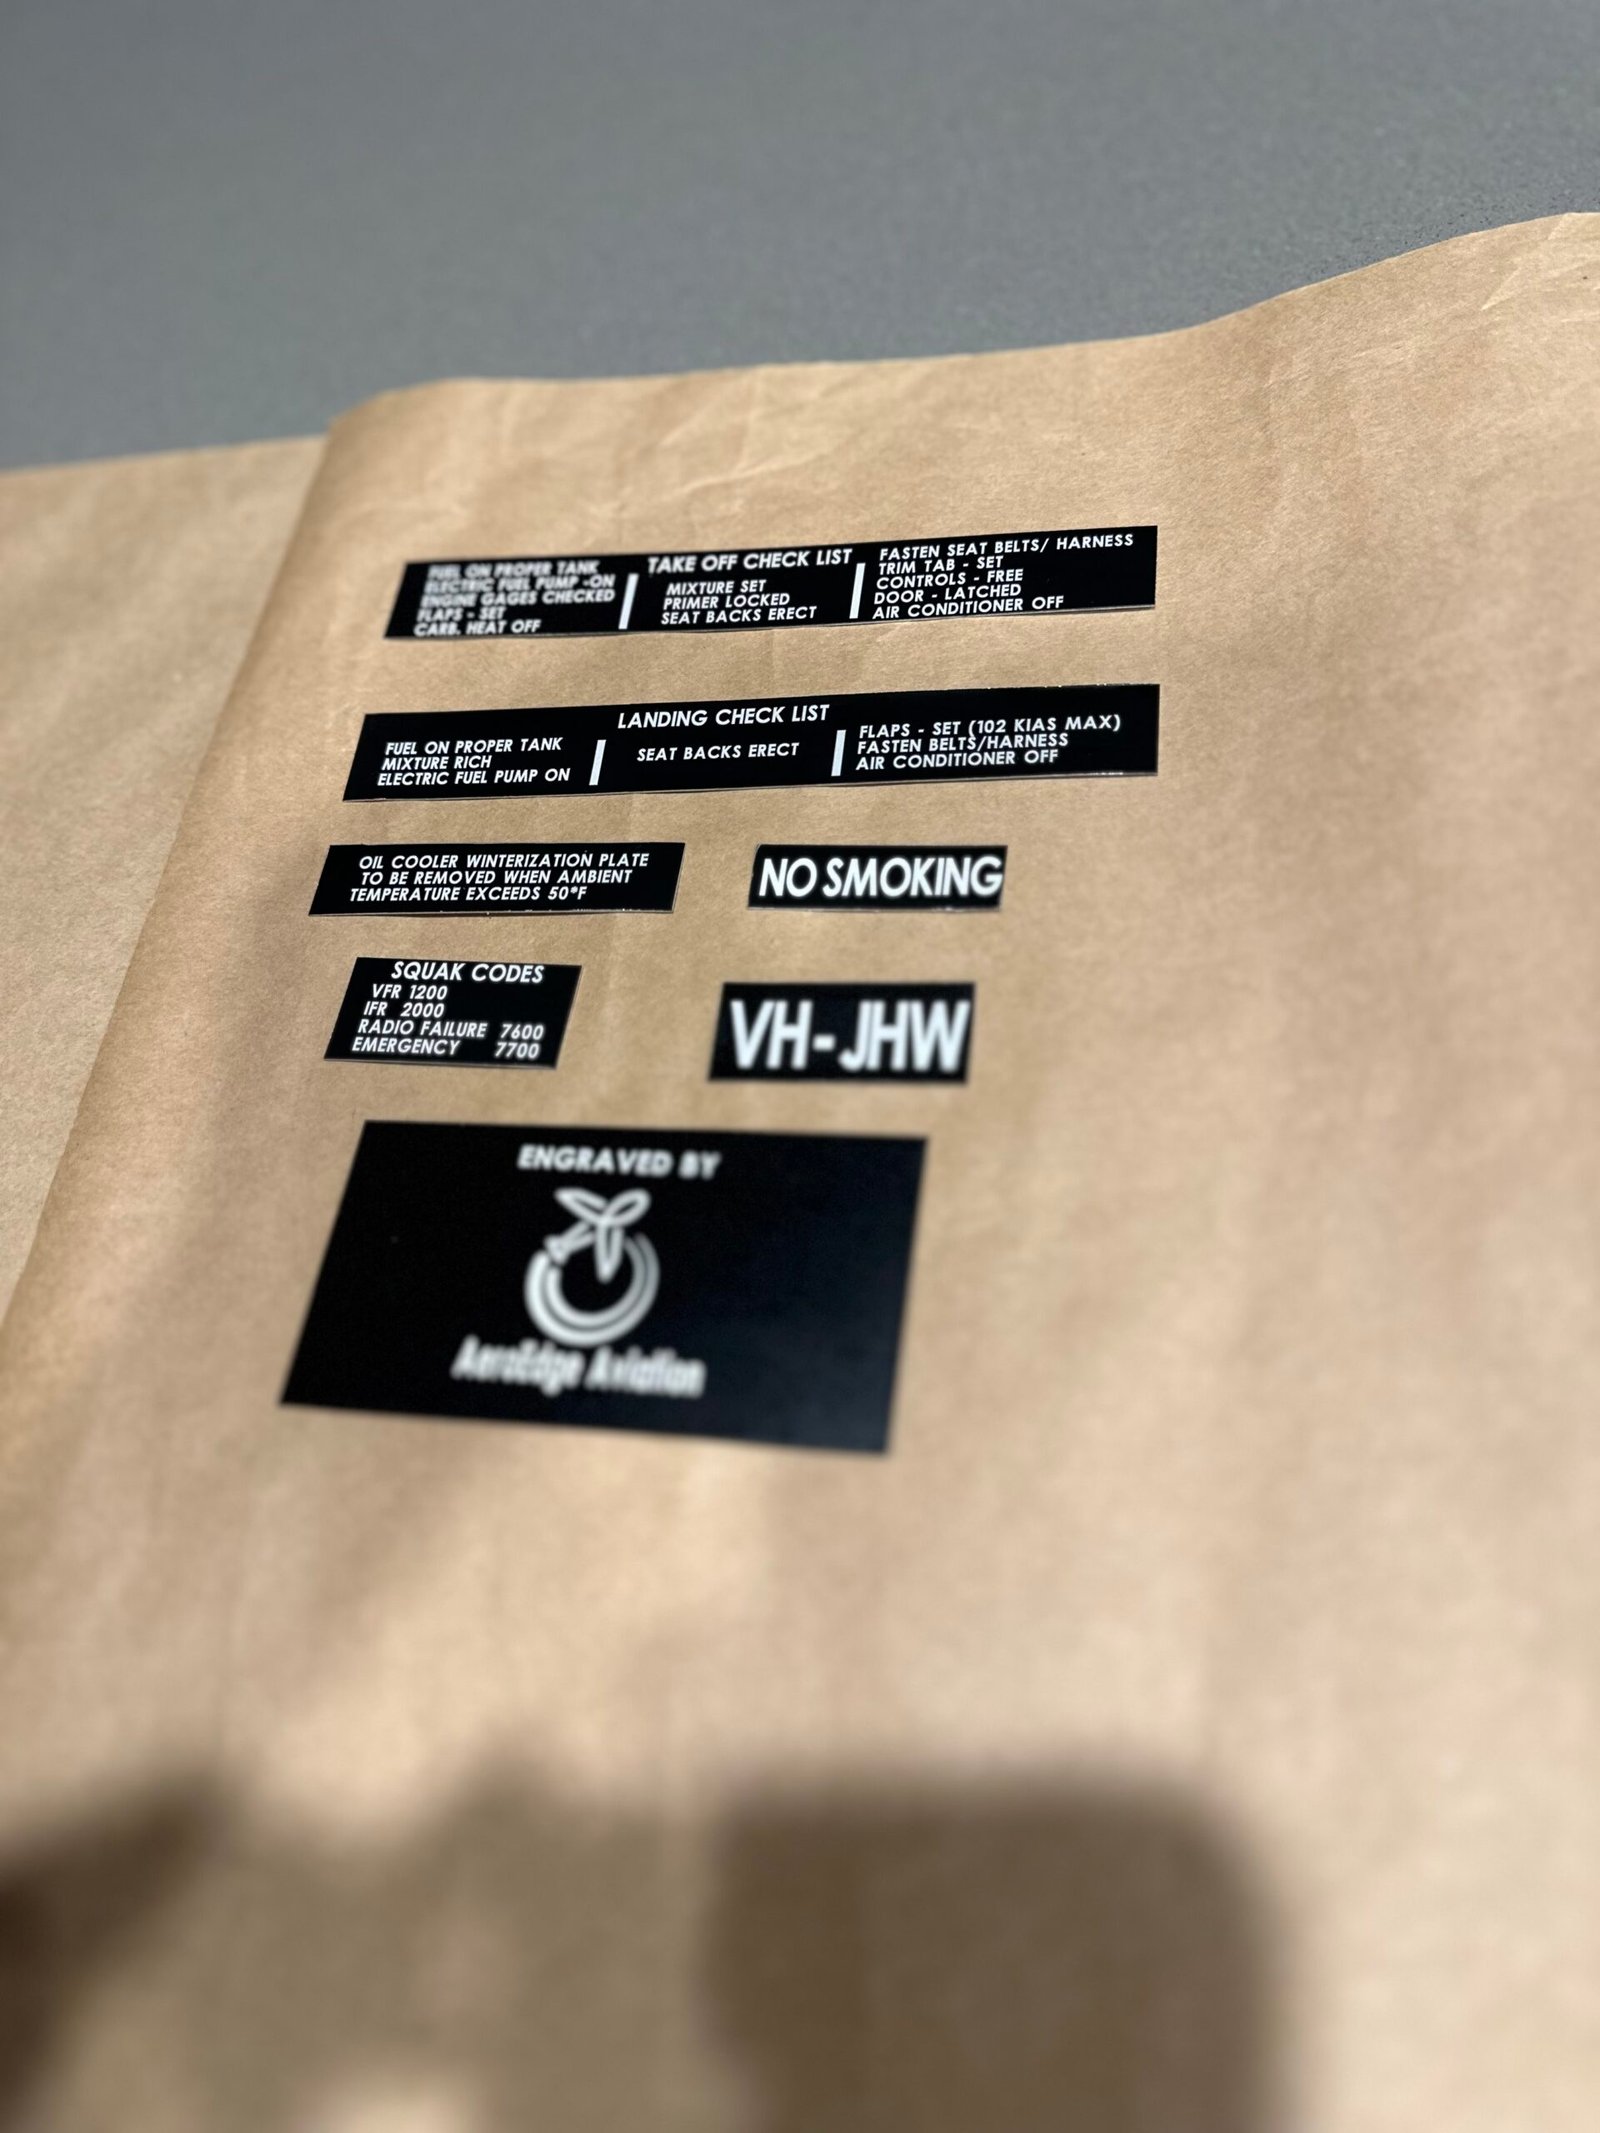 FUEL ON PROPER TANK
ELECTRIC FUEL PUMP -ON
ENGINE GAGES CHECKED
FLAPS - SET
CARB. HEAT OFF
TAKE OFF CHECK LIST
MIXTURE SET
PRIMER LOCKED
SEAT BACKS ERECT
FASTEN SEAT BELTS/ HARNESS
TRIM TAB - SET
CONTROLS - FREE
DOOR - LATCHED
AIR CONDITIONER OFF
LANDING CHECK LIST
FUEL ON PROPER TANK
MIXTURE RICH
ELECTRIC FUEL PUMP ON
SEAT BACKS ERECT
FLAPS - SET (102 KIAS MAX)
FASTEN BELTS/HARNESS
AIR CONDITIONER OFF
OIL COOLER WINTERIZATION PLATE
TO BE REMOVED WHEN AMBIENT
TEMPERATURE EXCEEDS 50*F
NO SMOKING
SQUAK CODES
VFR 1200
IFR 2000
RADIO FAILURE 7600
EMERGENCY 7700
VH-JHW
ENGRAVED BY
AeroEdge Aviation